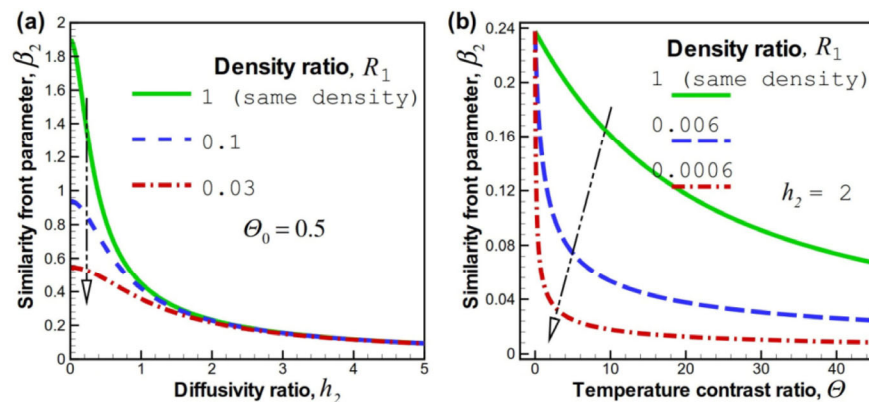 (a)
2
1.8
1.6
1.4
1.2
1
0.8
0.6
0.4
0.2
0
Similarity front parameter, β₂
Density ratio, R₁
1 (same density)
0.1
0.03
Θ₀ = 0.5
0 1 2 3 4 5
Diffusivity ratio, h₂
(b)
0.24
0.20
0.16
0.12
0.08
0.04
0
Similarity front parameter, β₂
Density ratio, R₁
1 (same density)
0.006
0.0006
h₂ = 2
0 10 20 30 40
Temperature contrast ratio, Θ